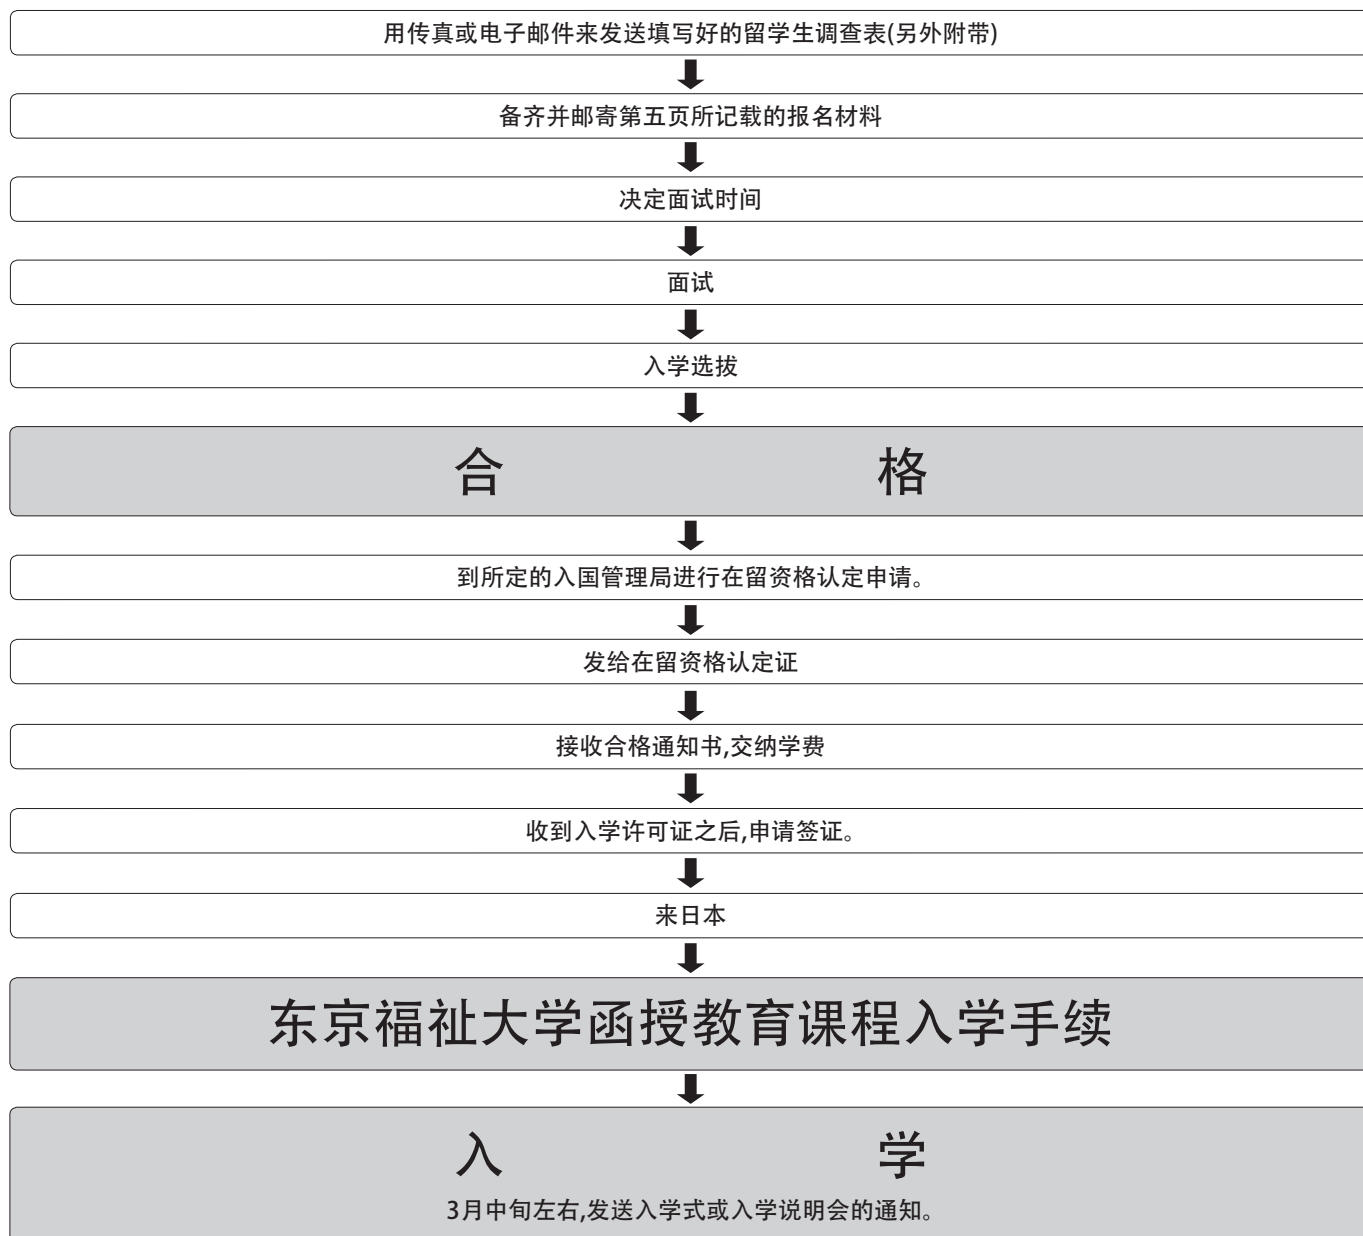 用传真或电子邮件来发送填写好的留学生调查表(另外附带)
备齐并邮寄第五页所记载的报名材料
决定面试时间
面试
入学选拔
合 格
到所定的入国管理局进行在留资格认定申请。
发给在留资格认定证
接收合格通知书,交纳学费
收到入学许可证之后,申请签证。
来日本
东京福祉大学函授教育课程入学手续
入 学
3月中旬左右,发送入学式或入学说明会的通知。